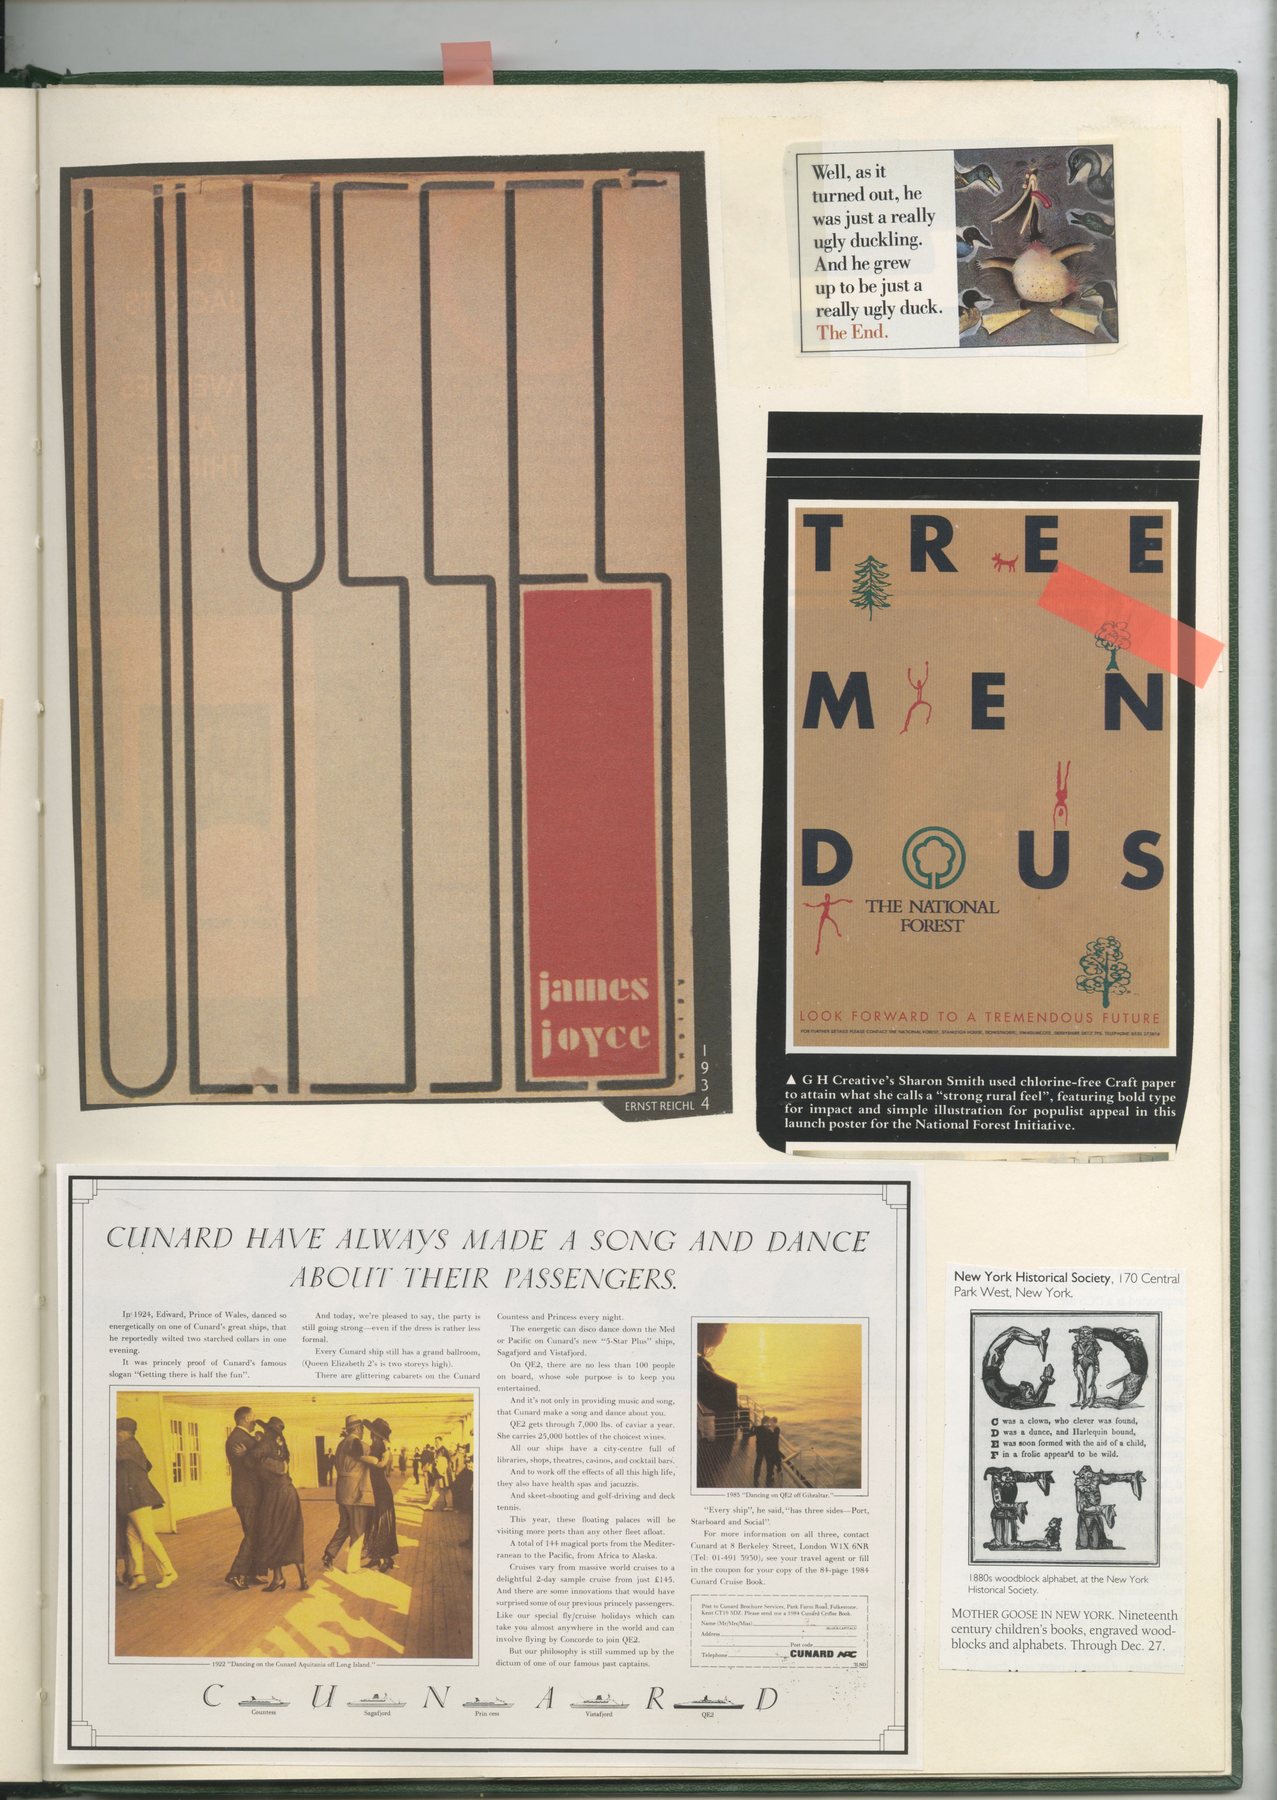 ULYSSES
james
joyce
ERNST REICHL
1934
Well, as it
turned out, he
was just a really
ugly duckling.
And he grew
up to be just a
really ugly duck.
The End.
TREE
MEN
DOUS
THE NATIONAL
FOREST
LOOK FORWARD TO A TREMENDOUS FUTURE
FOR FURTHER DETAILS PLEASE CONTACT THE NATIONAL FOREST,
▲ G H Creative's Sharon Smith used chlorine-free Craft paper
to attain what she calls a “strong rural feel”, featuring bold type
for impact and simple illustration for populist appeal in this
launch poster for the National Forest Initiative.
CUNARD HAVE ALWAYS MADE A SONG AND DANCE
ABOUT THEIR PASSENGERS.
In 1924, Edward, Prince of Wales, danced so
energetically on one of Cunard's great ships, that
he reportedly wilted two starched collars in one
evening.
It was princely proof of Cunard's famous
slogan “Getting there is half the fun”.
And today, we're pleased to say, the party is
still going strong—even if the dress is rather less
formal.
Every Cunard ship still has a grand ballroom,
(Queen Elizabeth 2's is two storeys high).
There are glittering cabarets on the Cunard
1922 “Dancing on the Cunard Aquitania off Long Island.”
Countess and Princess every night.
The energetic can disco dance down the Med
or Pacific on Cunard's new “5-Star Plus” ships,
Sagafjord and Vistafjord.
On QE2, there are no less than 100 people
on board, whose sole purpose is to keep you
entertained.
And it's not only in providing music and song,
that Cunard make a song and dance about you.
QE2 gets through 7,000 lbs. of caviar a year.
She carries 25,000 bottles of the choicest wines.
All our ships have a city-centre full of
libraries, shops, theatres, casinos, and cocktail bars.
And to work off the effects of all this high life,
they also have health spas and jacuzzis.
And skeet-shooting and golf-driving and deck
tennis.
This year, these floating palaces will be
visiting more ports than any other fleet afloat.
A total of 144 magical ports from the Mediter-
ranean to the Pacific, from Africa to Alaska.
Cruises vary from massive world cruises to a
delightful 2-day sample cruise from just £145.
And there are some innovations that would have
surprised some of our previous princely passengers.
Like our special fly/cruise holidays which can
take you almost anywhere in the world and can
involve flying by Concorde to join QE2.
But our philosophy is still summed up by the
dictum of one of our famous past captains.
1983 “Dancing on QE2 off Gibraltar.”
“Every ship”, he said, “has three sides—Port,
Starboard and Social”.
For more information on all three, contact
Cunard at 8 Berkeley Street, London W1X 6NR
(Tel: 01-491 3930), see your travel agent or fill
in the coupon for your copy of the 84-page 1984
Cunard Cruise Book.
Post to Cunard Brochure Services, Park Farm Road, Folkestone,
Kent CT19 5DZ. Please send me a 1984 Cunard Cruise Book.
Name (Mr/Mrs/Miss)
(BLOCK CAPITALS)
Address
Post code
Telephone
CUNARD
CUNARD
Countess
Sagafjord
Princess
Vistafjord
QE2
New York Historical Society, 170 Central
Park West, New York.
C D
C was a clown, who clever was found,
D was a dunce, and Harlequin bound,
E was soon formed with the aid of a child,
F in a frolic appear'd to be wild.
E F
1880s woodblock alphabet, at the New York
Historical Society.
MOTHER GOOSE IN NEW YORK. Nineteenth
century children's books, engraved wood-
blocks and alphabets. Through Dec. 27.